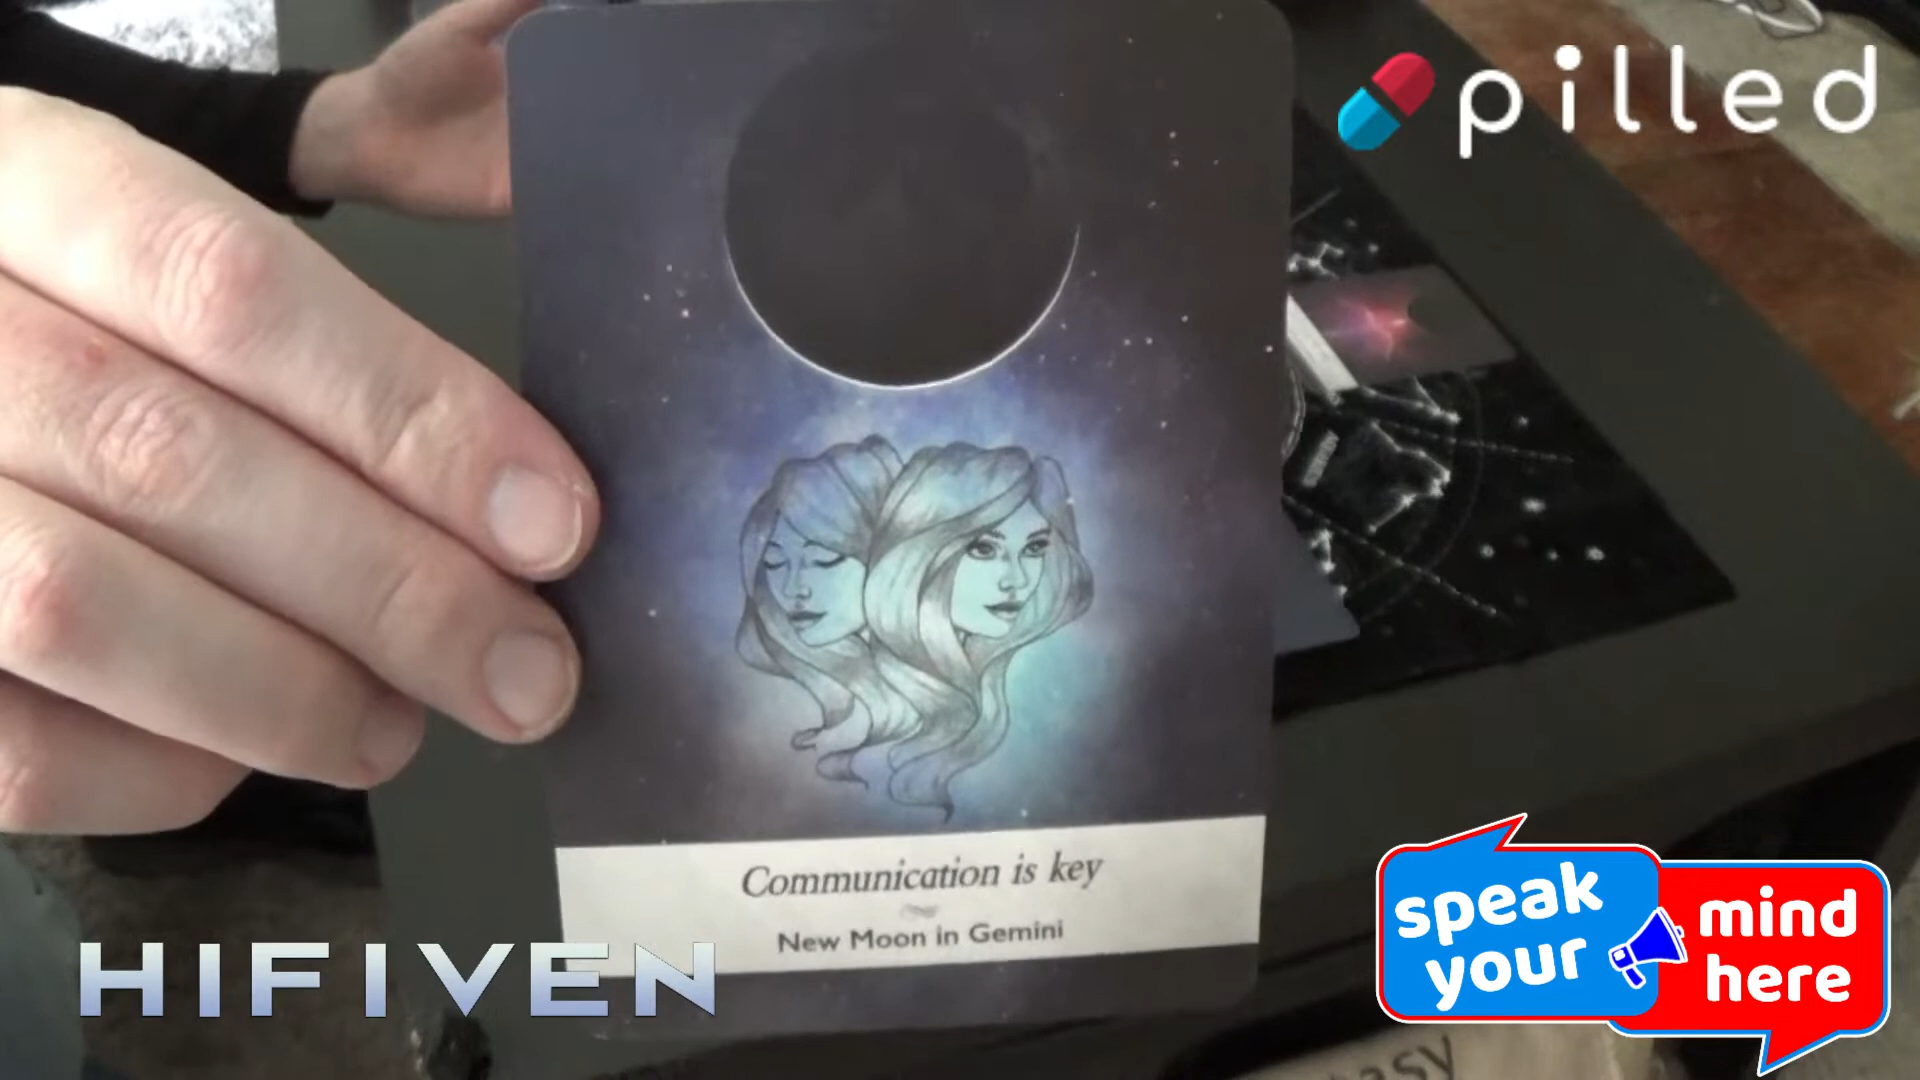 pilled
Communication is key
New Moon in Gemini
HIFIVEN
speak
your
mind
here